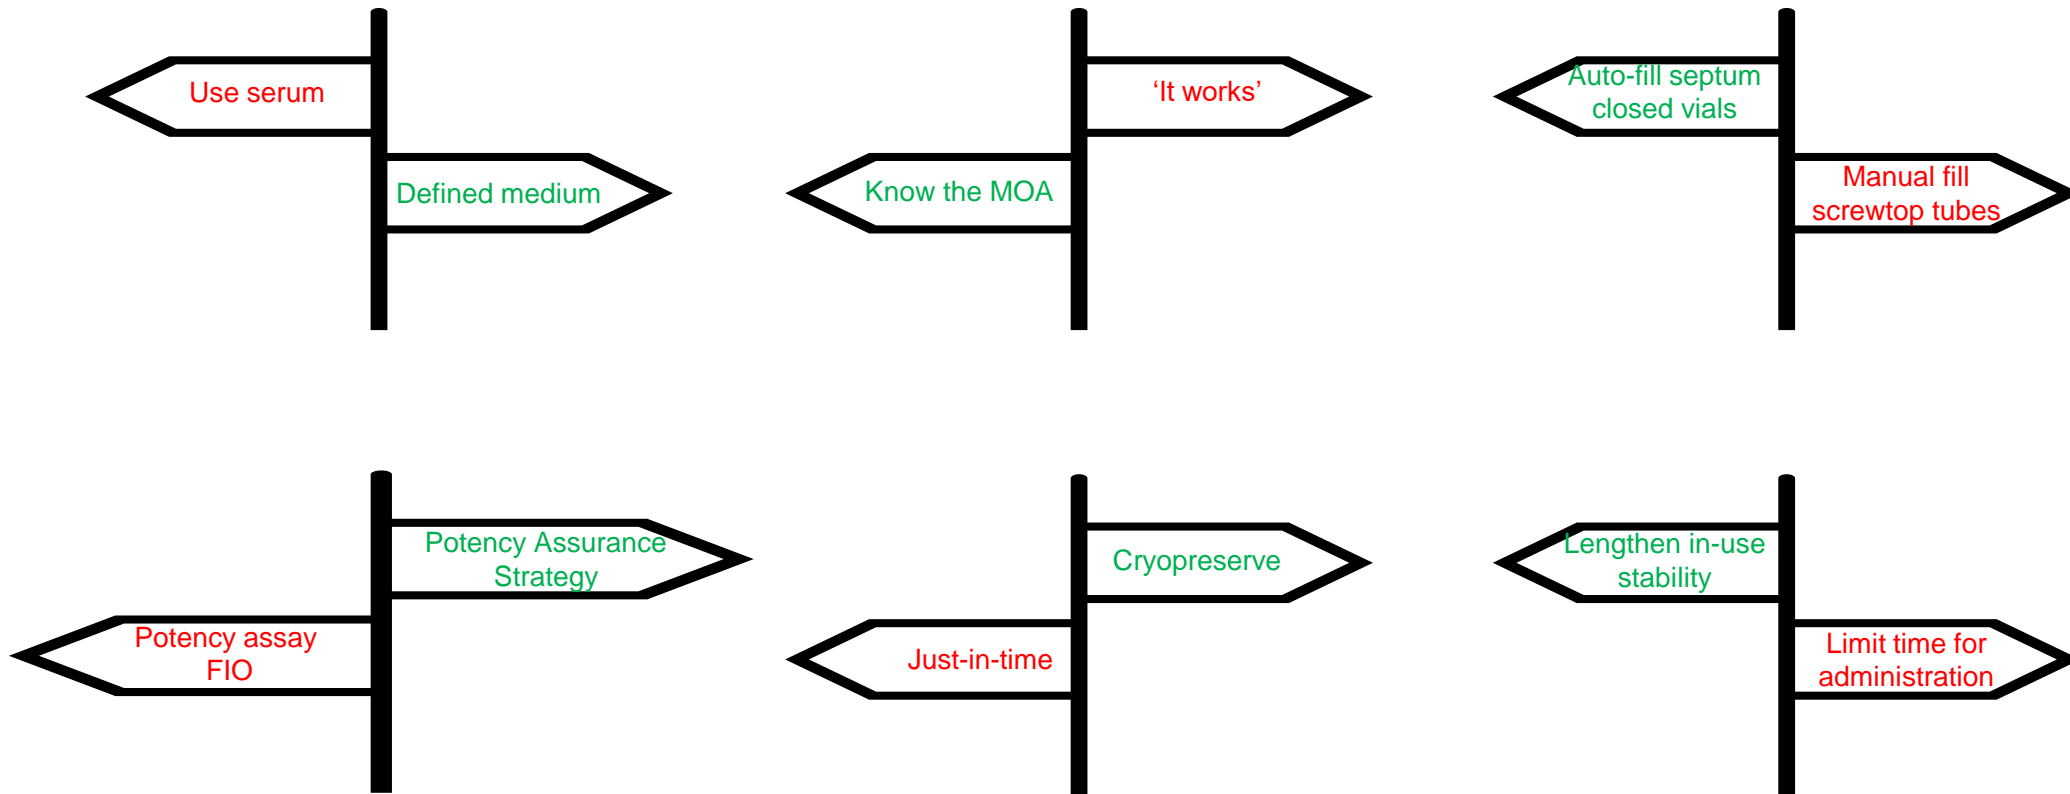 Use serum
Defined medium
‘It works’
Know the MOA
Auto-fill septum
closed vials
Manual fill
screwtop tubes
Potency Assurance
Strategy
Potency assay
FIO
Cryopreserve
Just-in-time
Lengthen in-use
stability
Limit time for
administration